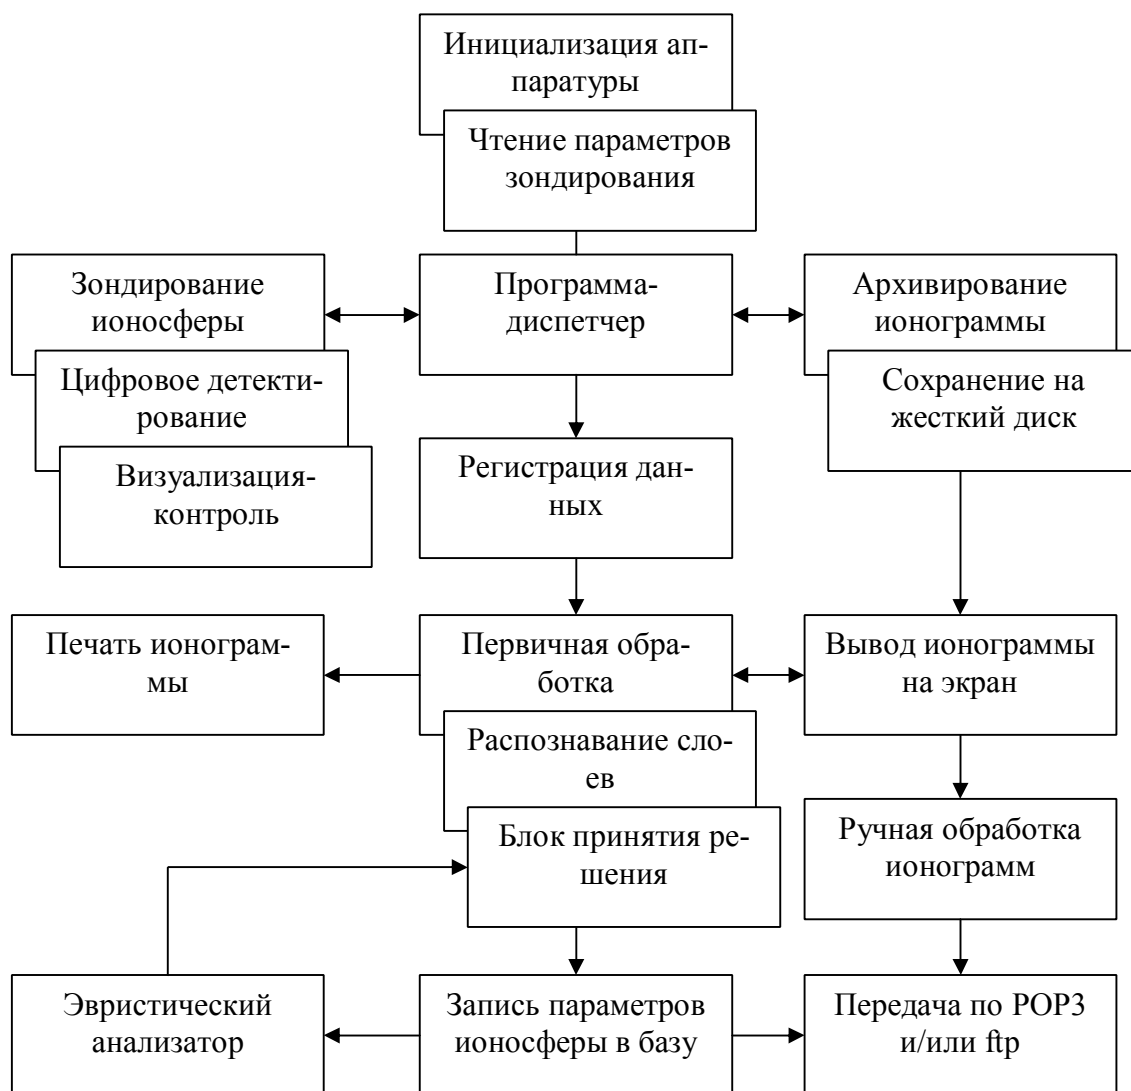 Инициализация ап-
паратуры
Чтение параметров
зондирования
Зондирование
ионосферы
Программа-
диспетчер
Архивирование
ионограммы
Цифровое детекти-
рование
Сохранение на
жесткий диск
Визуализация-
контроль
Регистрация дан-
ных
Печать ионограм-
мы
Первичная обра-
ботка
Вывод ионограммы
на экран
Распознавание сло-
ев
Блок принятия ре-
шения
Ручная обработка
ионограмм
Эвристический
анализатор
Запись параметров
ионосферы в базу
Передача по POP3
и/или ftp